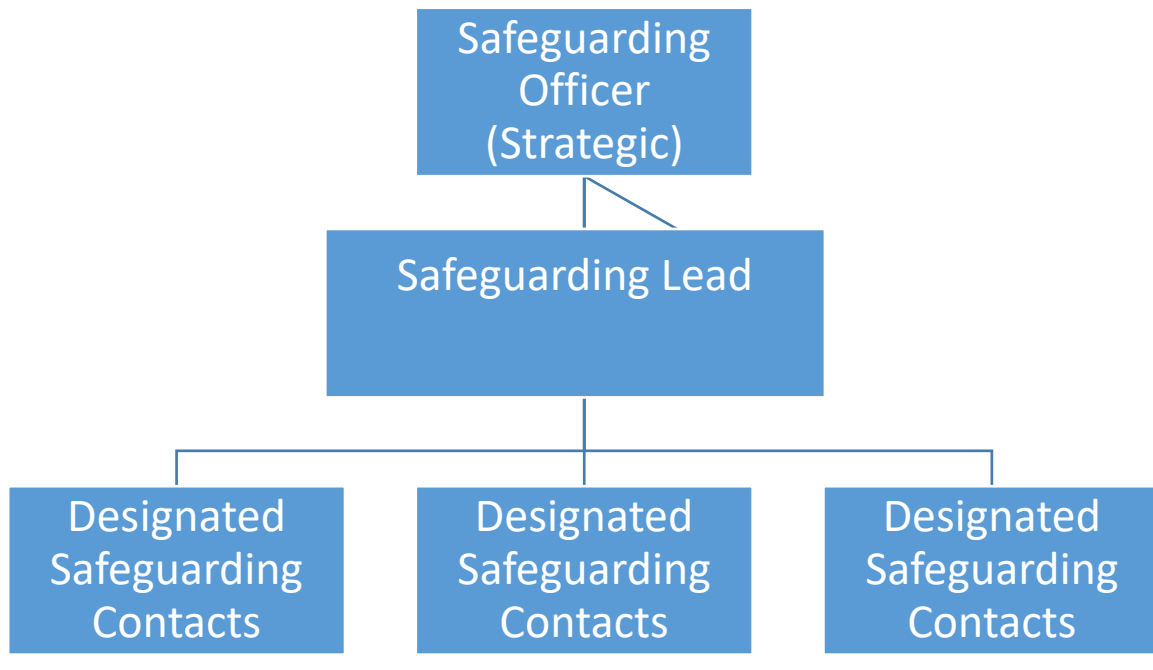 Safeguarding
Officer
(Strategic)
Safeguarding Lead
Designated
Safeguarding
Contacts
Designated
Safeguarding
Contacts
Designated
Safeguarding
Contacts